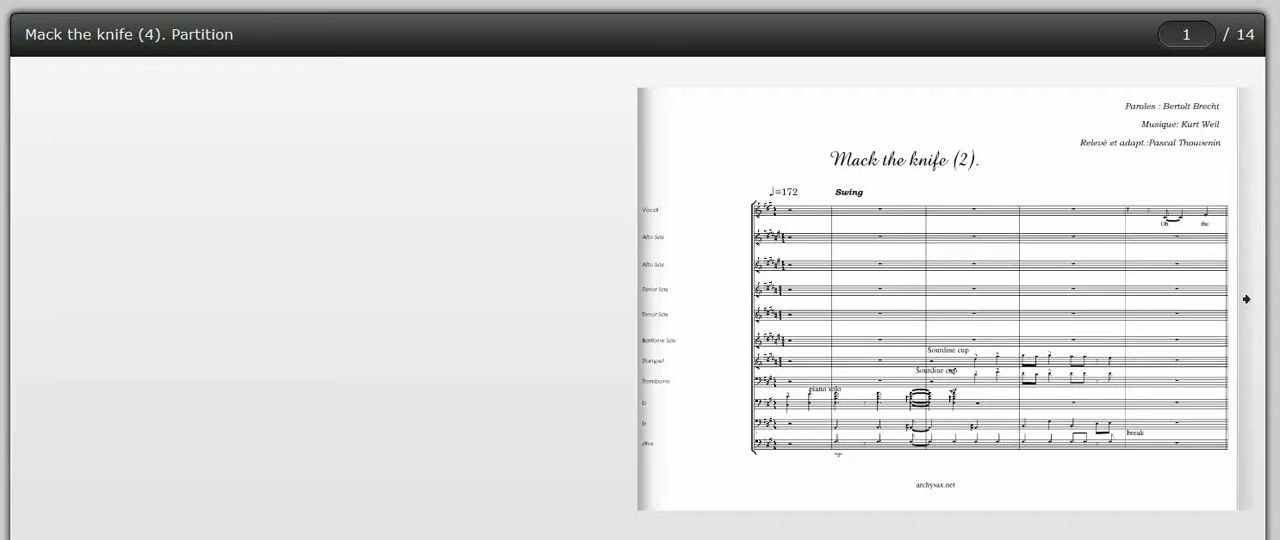 Mack the knife (4). Partition
1 / 14
Paroles : Bertolt Brecht
Musique: Kurt Weil
Relevé et adapt.:Pascal Thouvenin
Mack the knife (2).
♩=172 Swing
Vocal
Oh the
Alto Sax
Alto Sax
Tenor Sax
Tenor Sax
Baritone Sax
Sourdine cup
Trumpet
Sourdine cup
Trombone
piano solo
b
b
break
dms
archysax.net